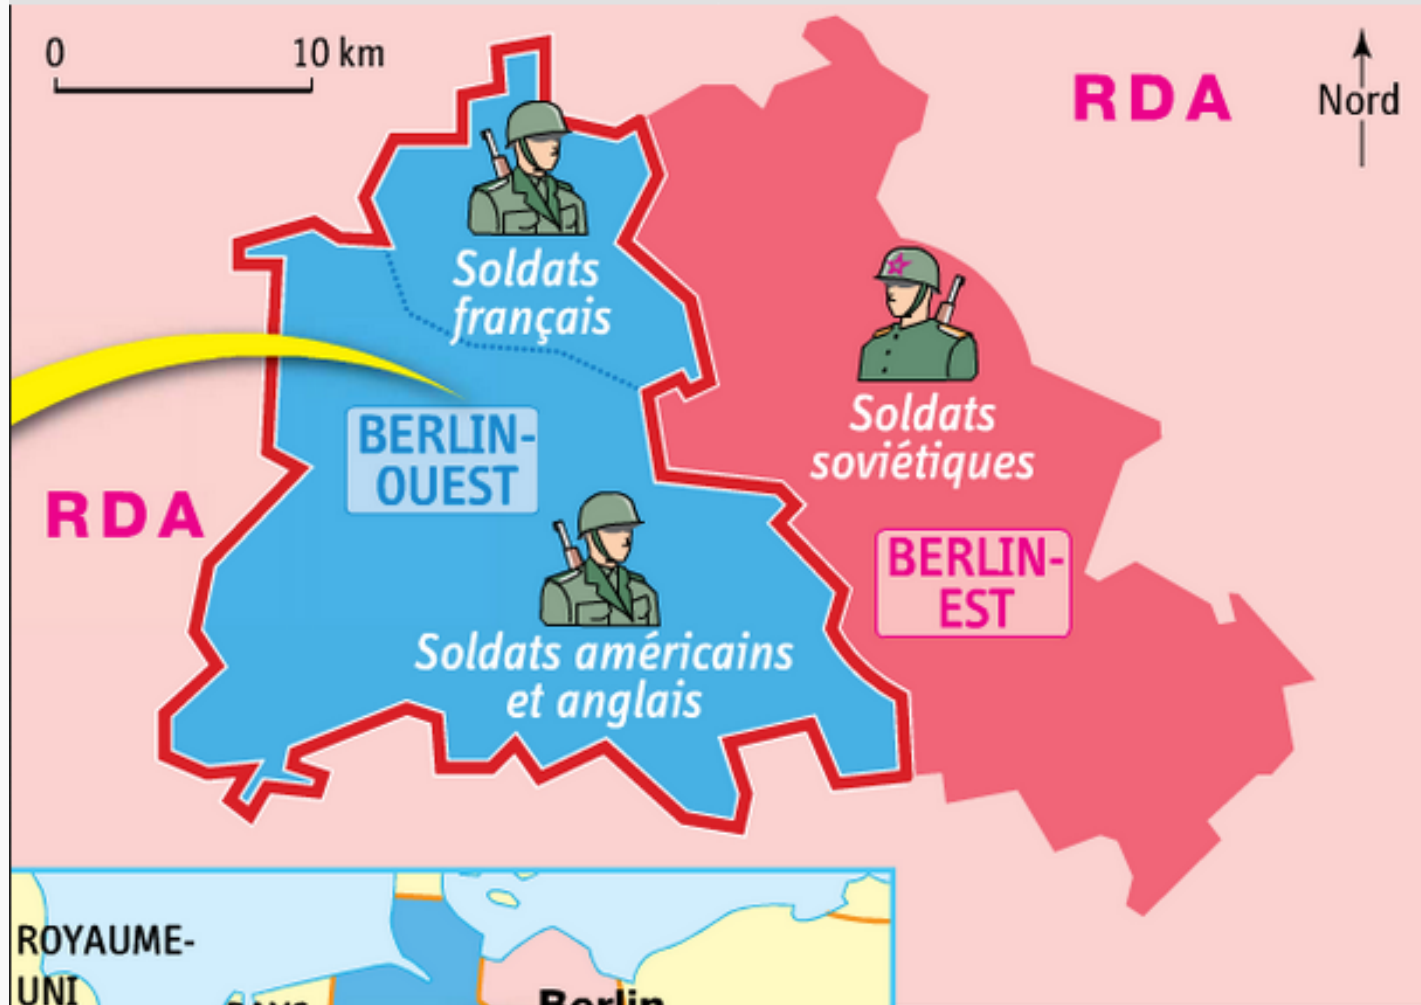 0 10 km
RDA
Nord
Soldats
français
Soldats
soviétiques
BERLIN-
OUEST
RDA
BERLIN-
EST
Soldats américains
et anglais
ROYAUME-
UNI
Berlin